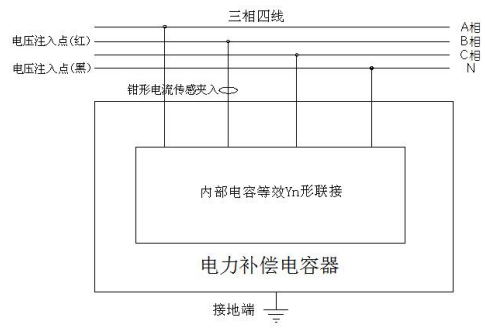 三相四线
A相
电压注入点(红)
B相
C相
电压注入点(黑)
N
钳形电流传感夹入
内部电容等效Yn形联接
电力补偿电容器
接地端